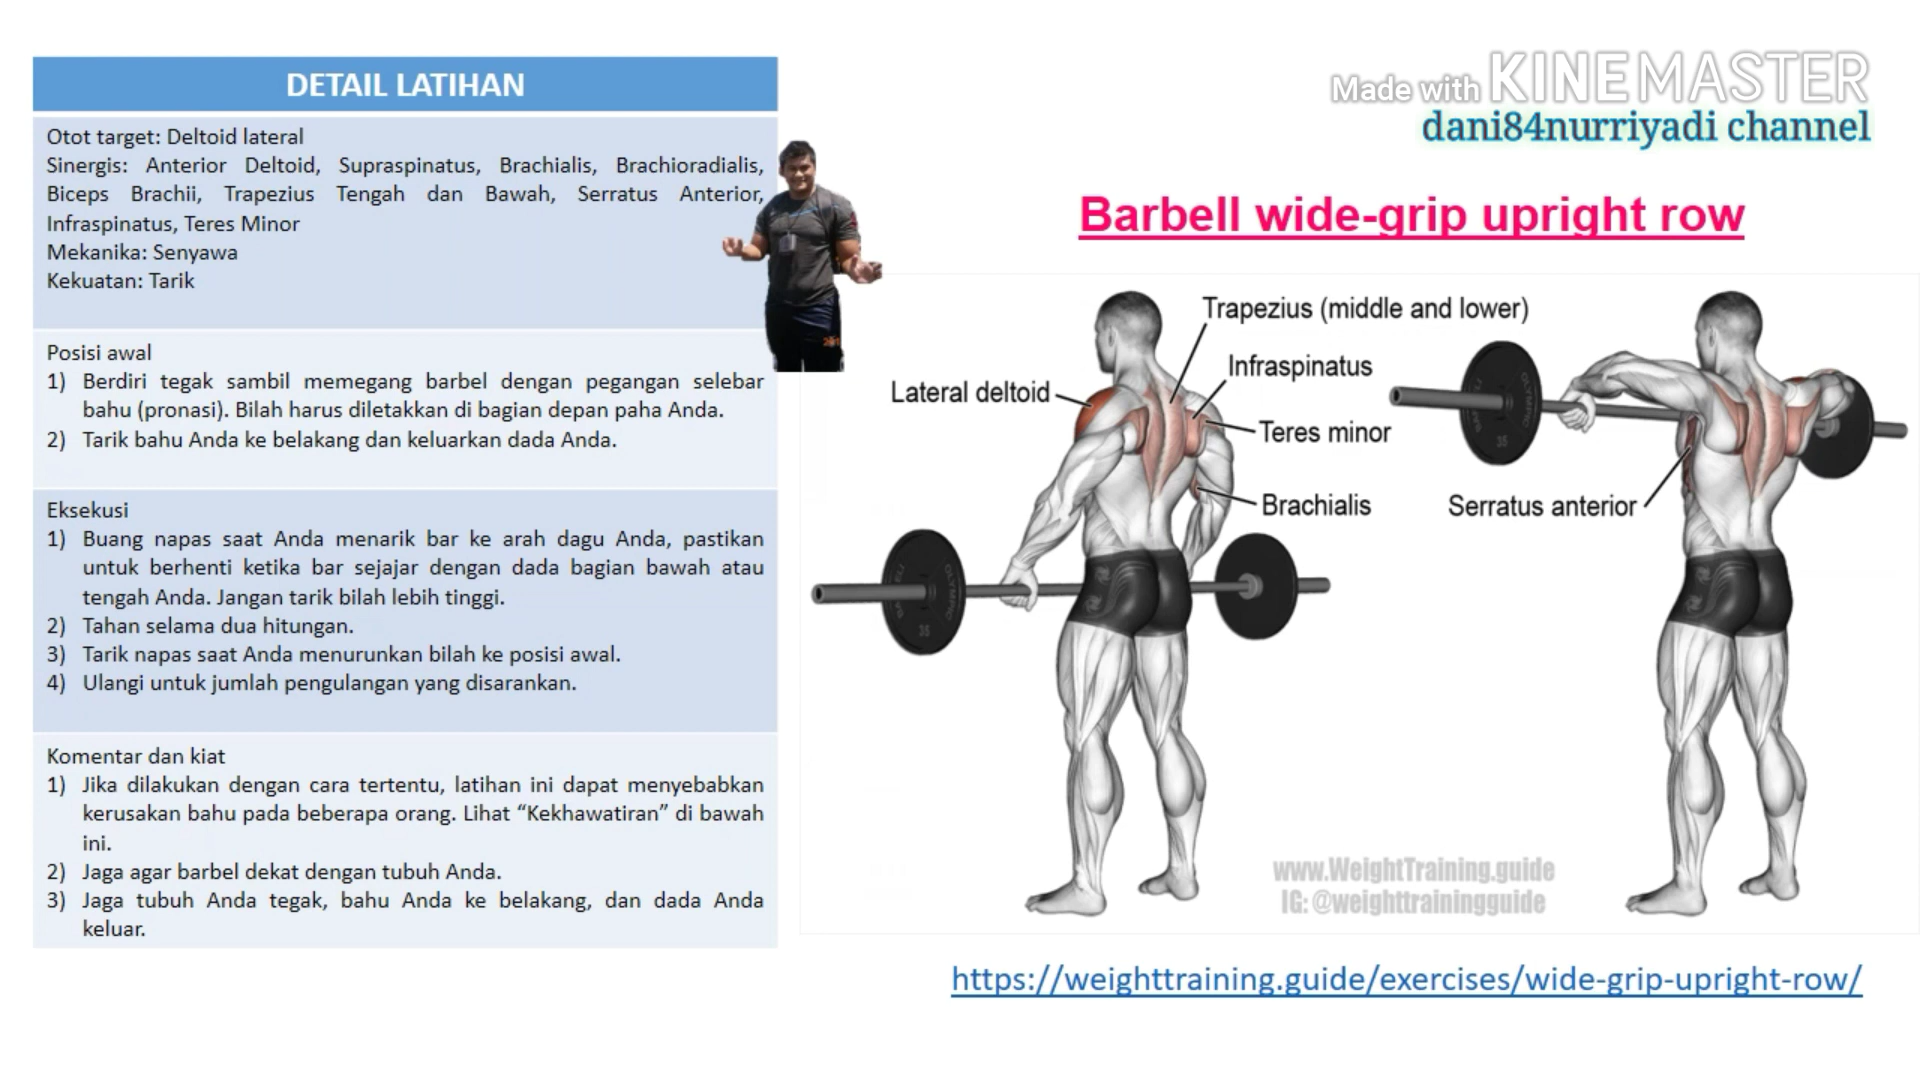 DETAIL LATIHAN
Otot target: Deltoid lateral
Sinergis: Anterior Deltoid, Supraspinatus, Brachialis, Brachioradialis,
Biceps Brachii, Trapezius Tengah dan Bawah, Serratus Anterior,
Infraspinatus, Teres Minor
Mekanika: Senyawa
Kekuatan: Tarik
Posisi awal
1) Berdiri tegak sambil memegang barbel dengan pegangan selebar
bahu (pronasi). Bilah harus diletakkan di bagian depan paha Anda.
2) Tarik bahu Anda ke belakang dan keluarkan dada Anda.
Eksekusi
1) Buang napas saat Anda menarik bar ke arah dagu Anda, pastikan
untuk berhenti ketika bar sejajar dengan dada bagian bawah atau
tengah Anda. Jangan tarik bilah lebih tinggi.
2) Tahan selama dua hitungan.
3) Tarik napas saat Anda menurunkan bilah ke posisi awal.
4) Ulangi untuk jumlah pengulangan yang disarankan.
Komentar dan kiat
1) Jika dilakukan dengan cara tertentu, latihan ini dapat menyebabkan
kerusakan bahu pada beberapa orang. Lihat “Kekhawatiran” di bawah
ini.
2) Jaga agar barbel dekat dengan tubuh Anda.
3) Jaga tubuh Anda tegak, bahu Anda ke belakang, dan dada Anda
keluar.
Made with KINEMASTER
dani84nurriyadi channel
Barbell wide-grip upright row
Trapezius (middle and lower)
Infraspinatus
Lateral deltoid
Teres minor
Brachialis
Serratus anterior
OLYMPIC
35
OLYMPIC
35
www.WeightTraining.guide
IG: @weighttrainingguide
https://weighttraining.guide/exercises/wide-grip-upright-row/